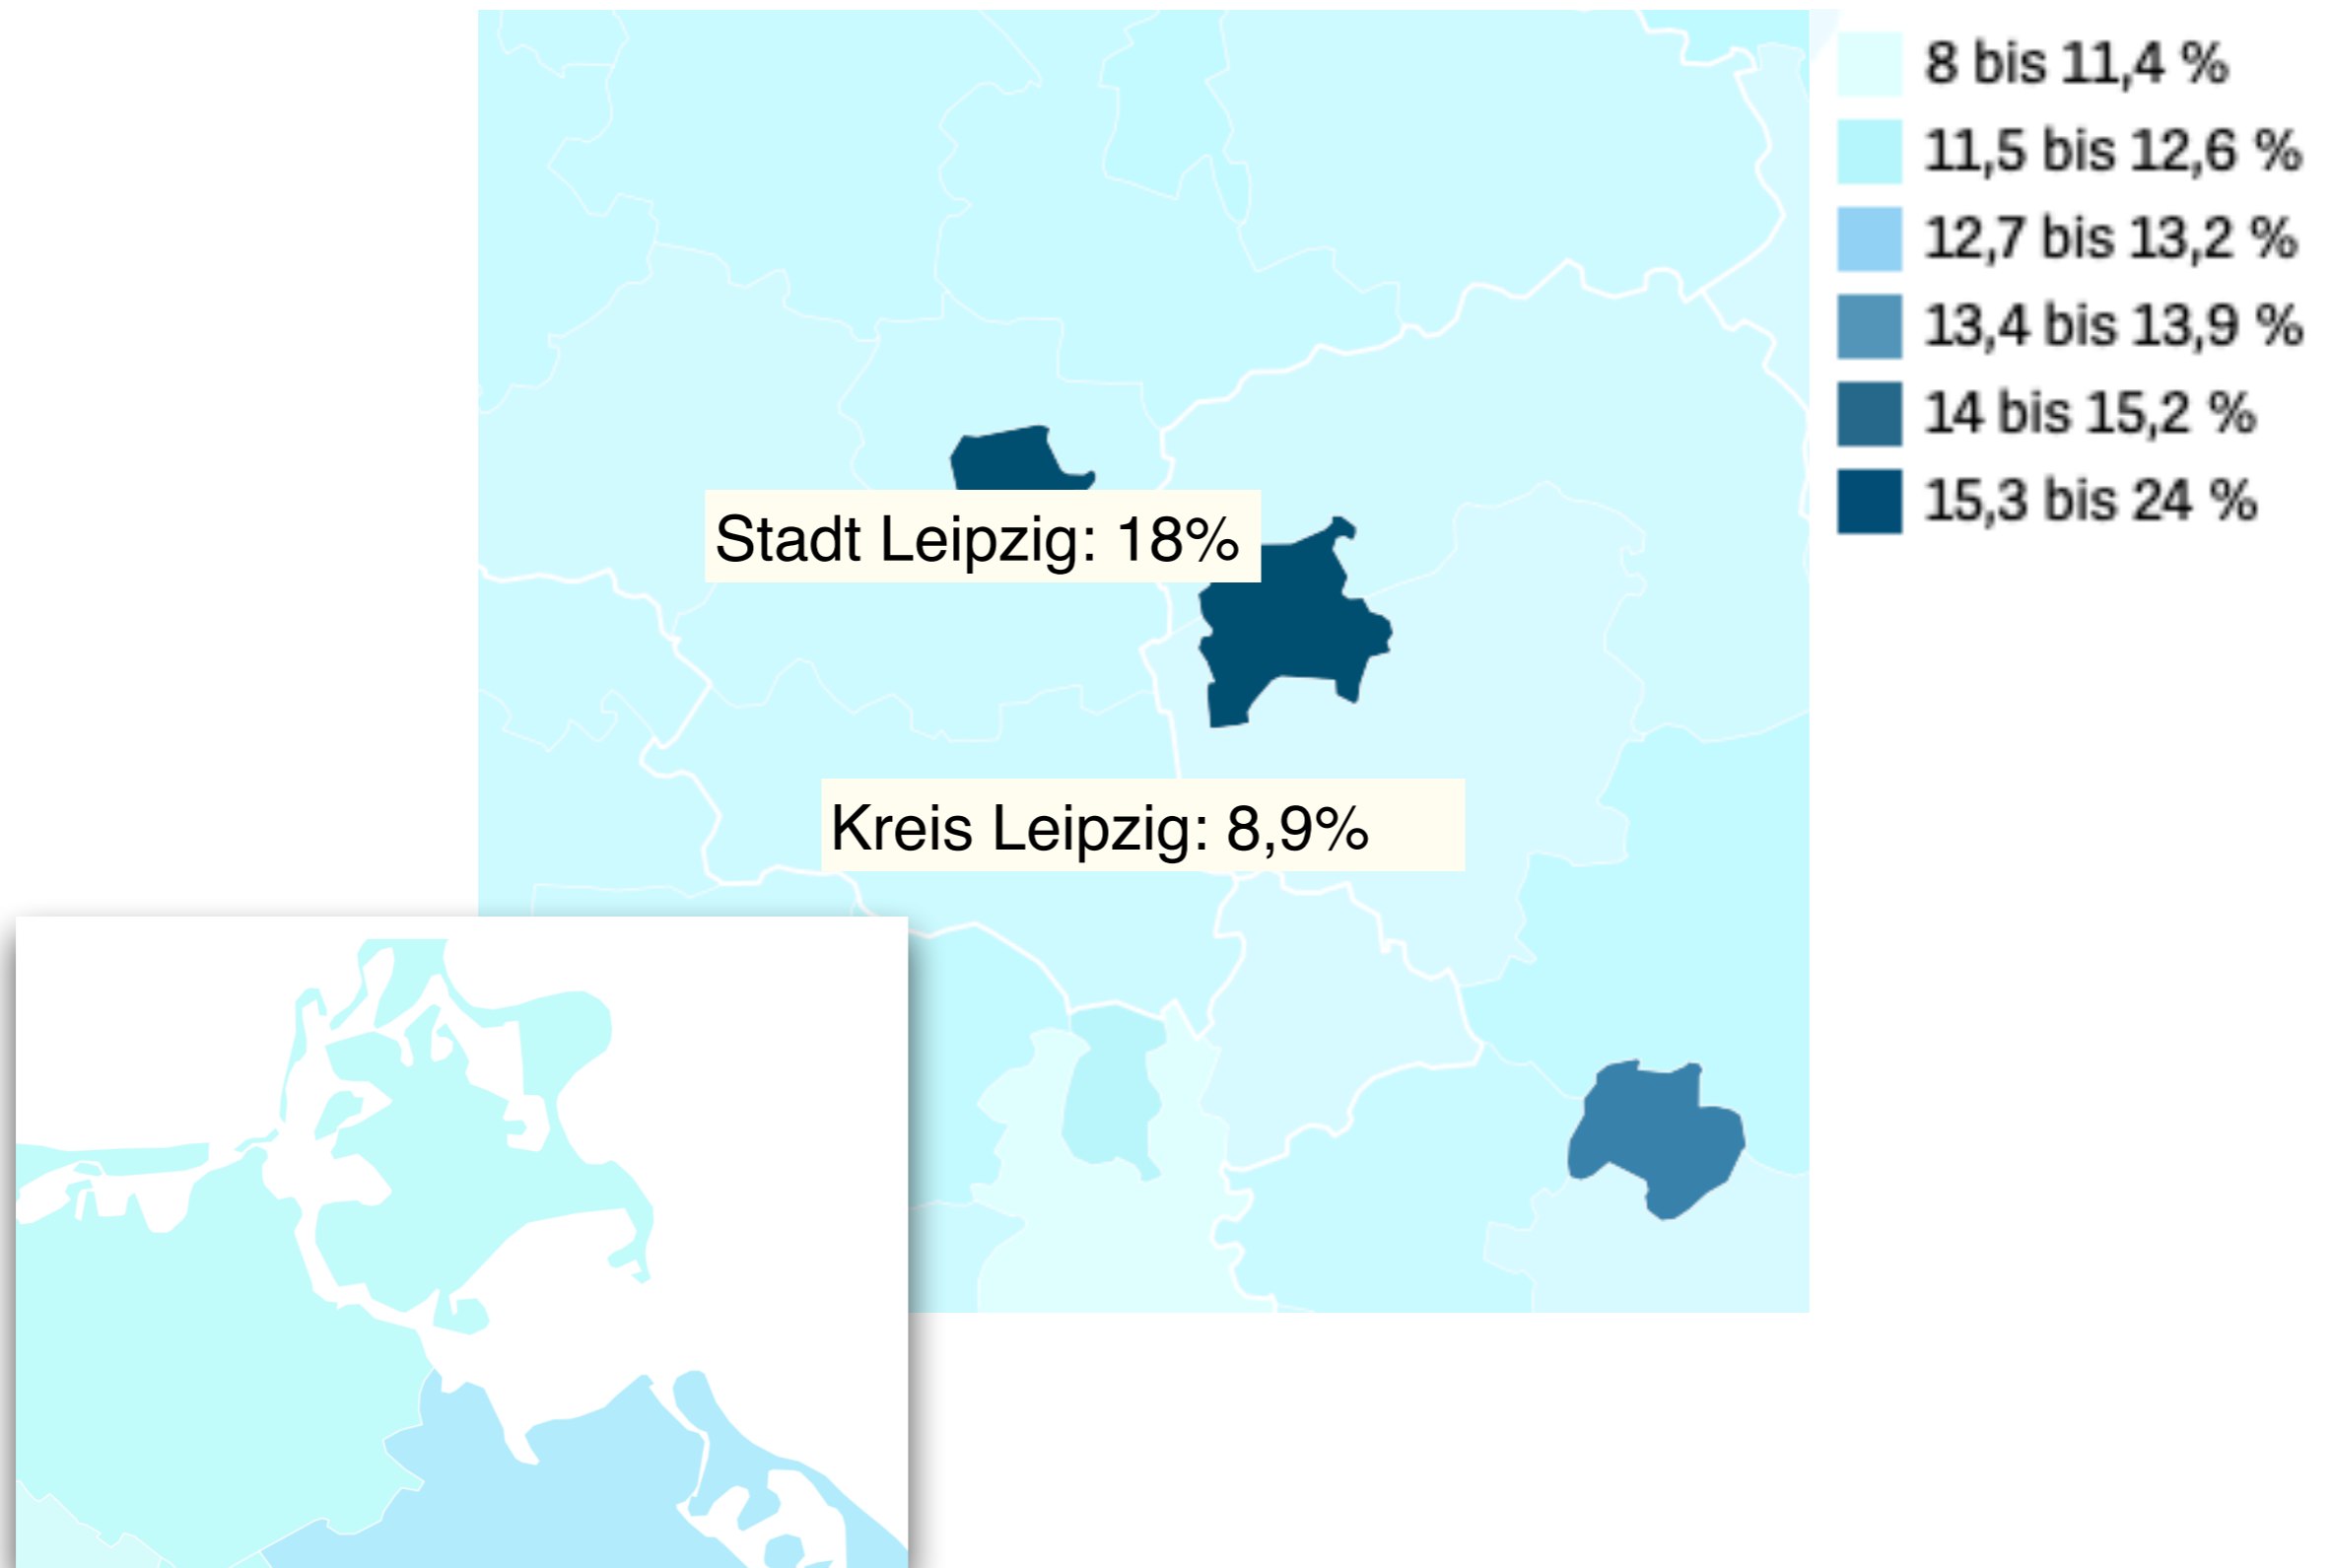 8 bis 11,4 %
11,5 bis 12,6 %
12,7 bis 13,2 %
13,4 bis 13,9 %
14 bis 15,2 %
15,3 bis 24 %
Stadt Leipzig: 18%
Kreis Leipzig: 8,9%